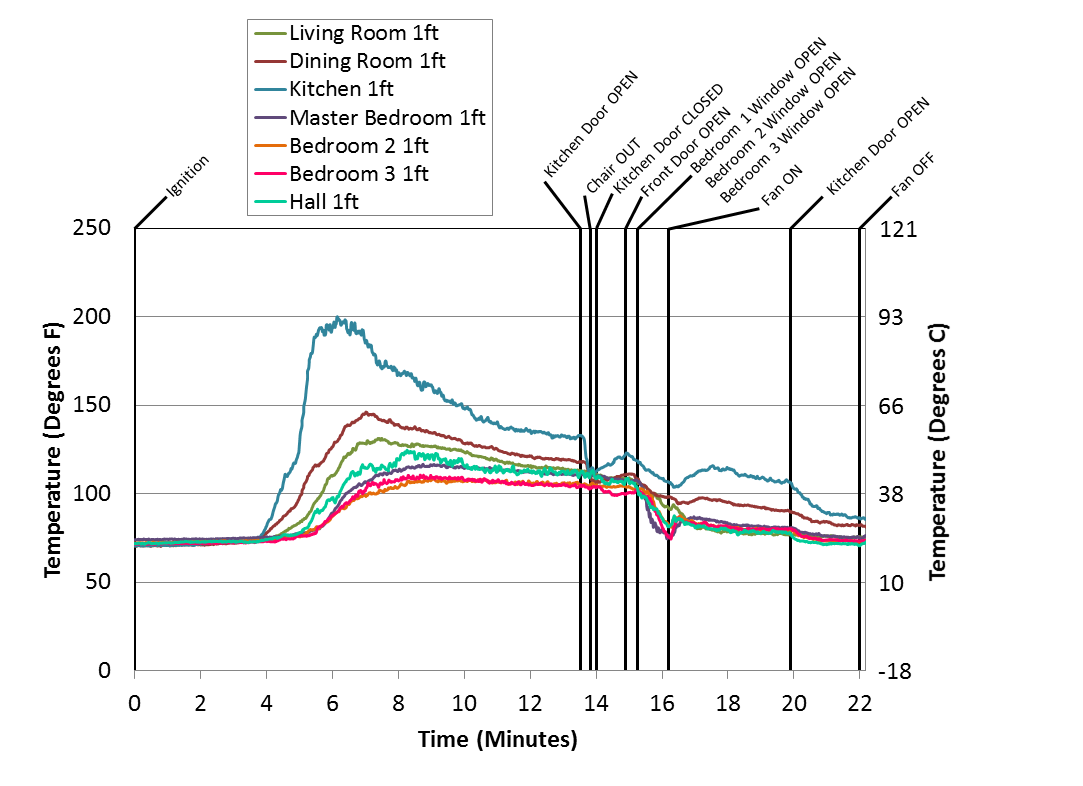 Living Room 1ft
Dining Room 1ft
Kitchen 1ft
Master Bedroom 1ft
Bedroom 2 1ft
Bedroom 3 1ft
Hall 1ft
Ignition
Kitchen Door OPEN
Chair OUT
Kitchen Door CLOSED
Front Door OPEN
Bedroom 1 Window OPEN
Bedroom 2 Window OPEN
Bedroom 3 Window OPEN
Fan ON
Kitchen Door OPEN
Fan OFF
Temperature (Degrees F)
250
200
150
100
50
0
121
93
66
38
10
-18
Temperature (Degrees C)
0 2 4 6 8 10 12 14 16 18 20 22
Time (Minutes)